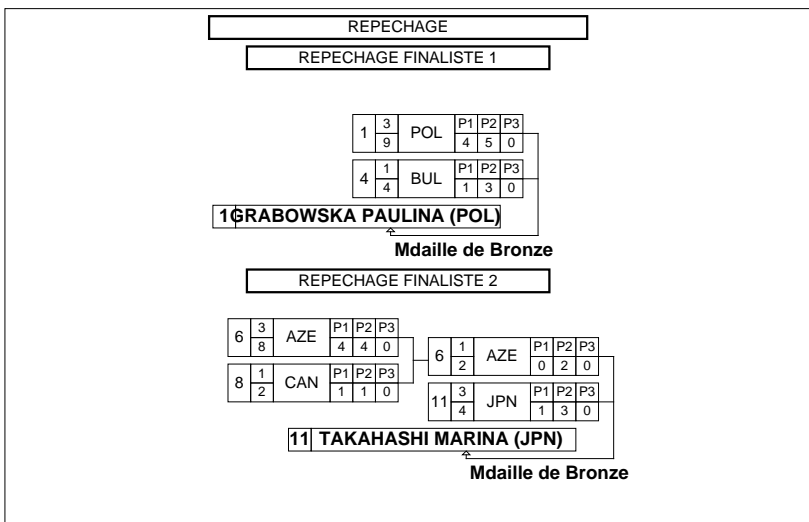 REPECHAGE
REPECHAGE FINALISTE 1
1 3 9 POL P1 P2 P3 4 5 0
4 1 4 BUL P1 P2 P3 1 3 0
1 GRABOWSKA PAULINA (POL)
Mdaille de Bronze
REPECHAGE FINALISTE 2
6 3 8 AZE P1 P2 P3 4 4 0
8 1 2 CAN P1 P2 P3 1 1 0
6 1 2 AZE P1 P2 P3 0 2 0
11 3 4 JPN P1 P2 P3 1 3 0
11 TAKAHASHI MARINA (JPN)
Mdaille de Bronze